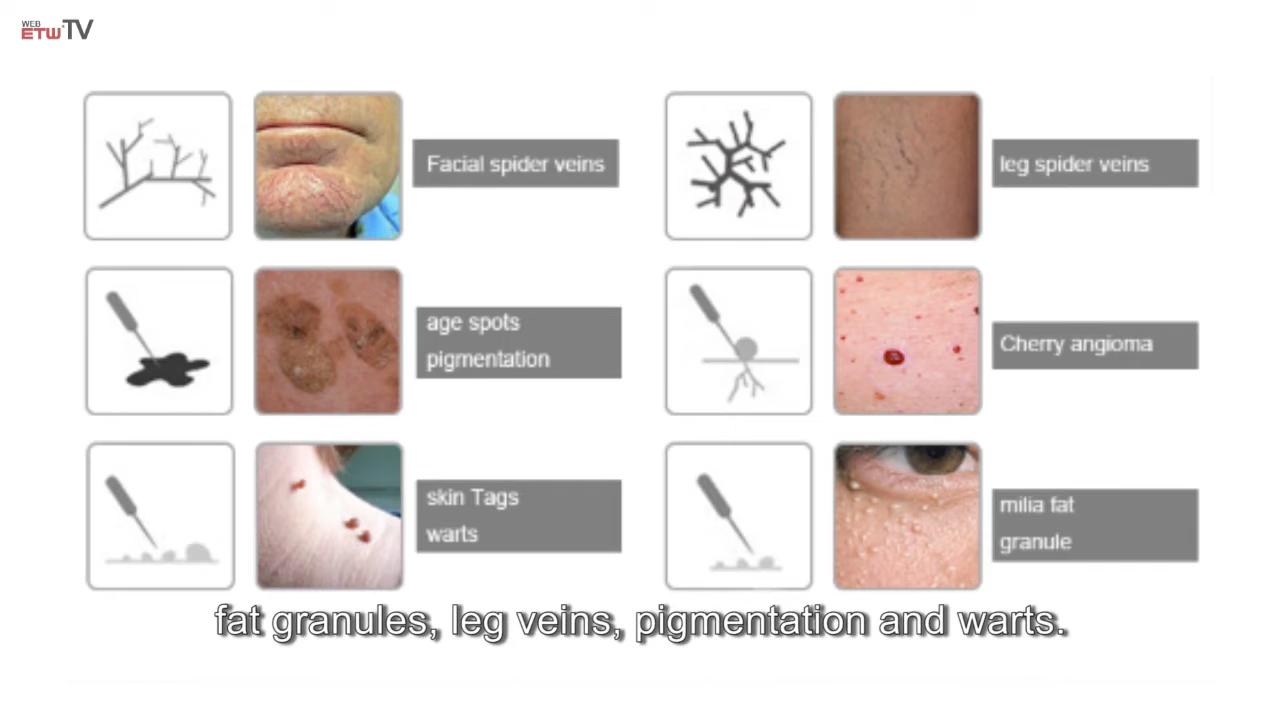 WEB
ETW TV
Facial spider veins
leg spider veins
age spots
pigmentation
Cherry angioma
skin Tags
warts
milia fat
granule
fat granules, leg veins, pigmentation and warts.